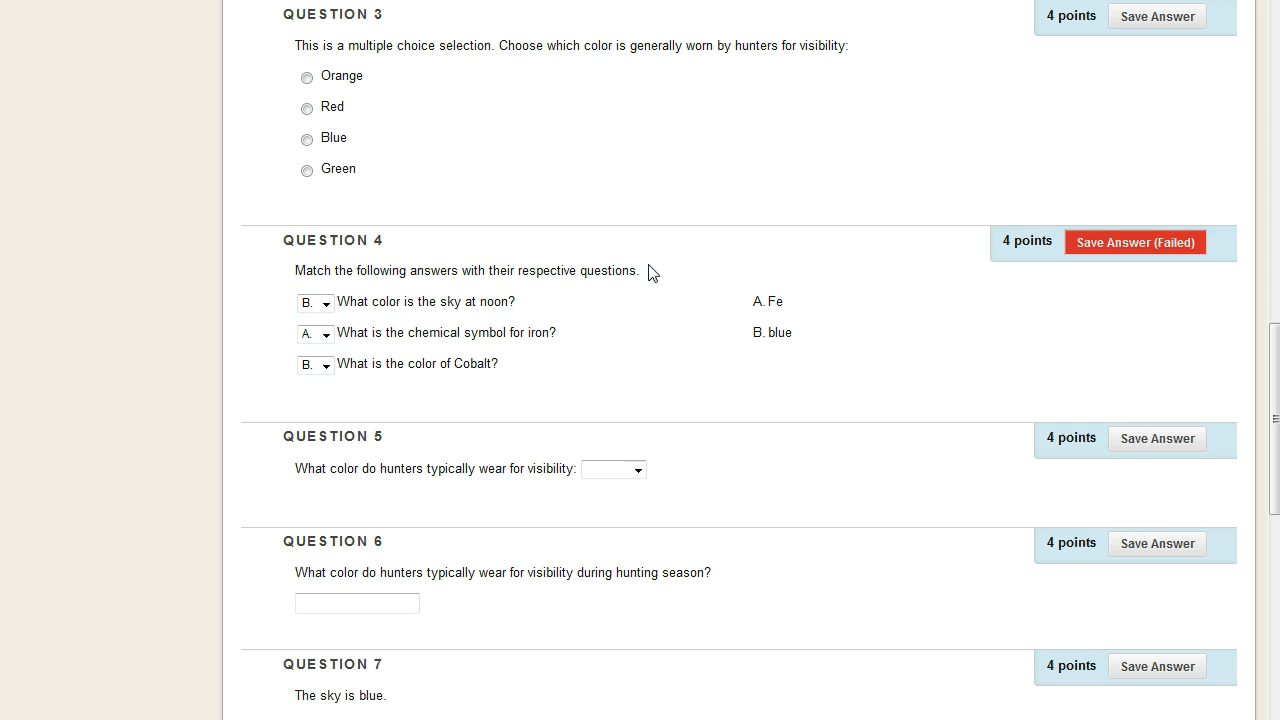 QUESTION 3
4 points Save Answer
This is a multiple choice selection. Choose which color is generally worn by hunters for visibility:
Orange
Red
Blue
Green
QUESTION 4
4 points Save Answer (Failed)
Match the following answers with their respective questions.
B. What color is the sky at noon? A. Fe
A. What is the chemical symbol for iron? B. blue
B. What is the color of Cobalt?
QUESTION 5
4 points Save Answer
What color do hunters typically wear for visibility:
QUESTION 6
4 points Save Answer
What color do hunters typically wear for visibility during hunting season?
QUESTION 7
4 points Save Answer
The sky is blue.